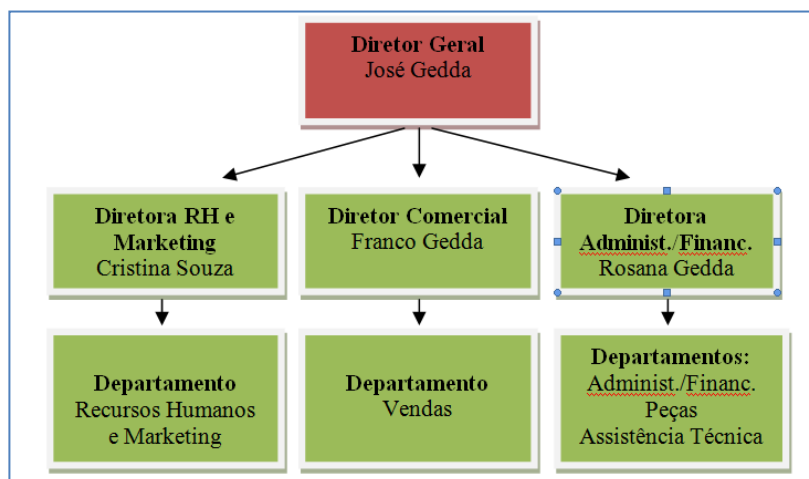 Diretor Geral
José Gedda
Diretora RH e
Marketing
Cristina Souza
Diretor Comercial
Franco Gedda
Diretora
Administ./Financ.
Rosana Gedda
Departamento
Recursos Humanos
e Marketing
Departamento
Vendas
Departamentos:
Administ./Financ.
Peças
Assistência Técnica